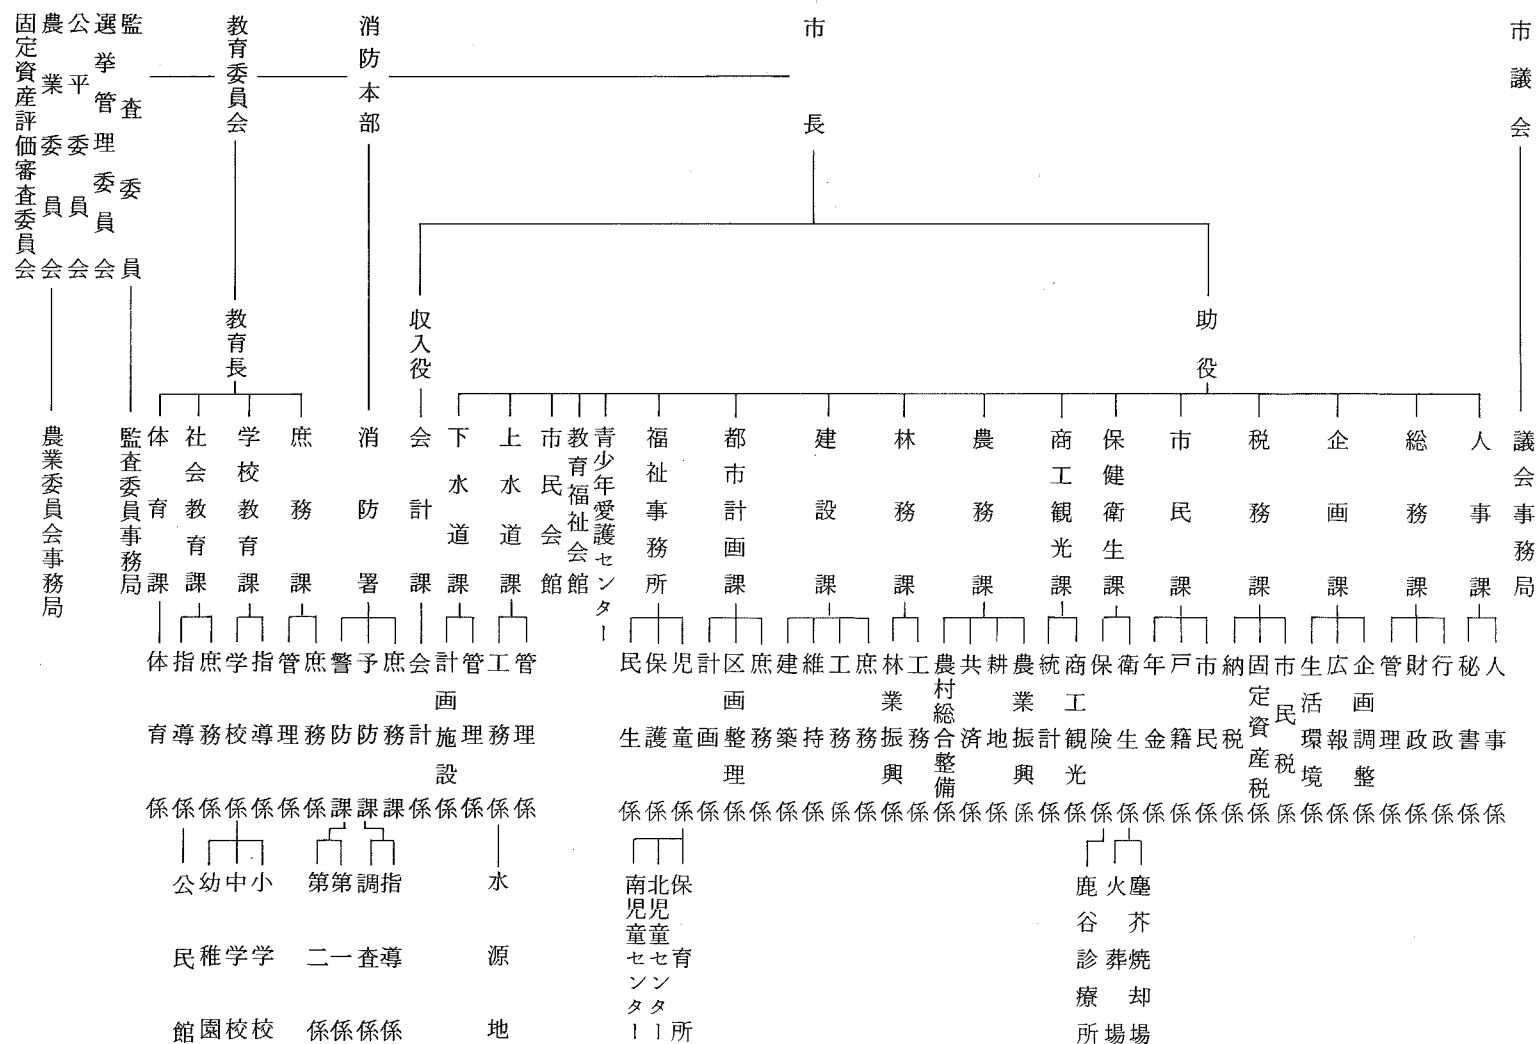 市議会
市長
消防本部
教育委員会
監査委員
選挙管理委員会
公平委員会
農業委員会
固定資産評価審査委員会
助役
収入役
教育長
議会事務局
人事課
総務課
企画課
税務課
市民課
保健衛生課
商工観光課
農務課
林務課
建設課
都市計画課
福祉事務所
青少年愛護センター
教育福祉会館
市民会館
上水道課
下水道課
会計課
消防署
庶務課
学校教育課
社会教育課
体育課
監査委員事務局
農業委員会事務局
人事係
秘書係
行政係
財政係
管理係
企画調整係
広報係
生活環境係
市民税係
固定資産税係
納税係
市民係
戸籍係
年金係
衛生係
保険係
商工観光係
統計係
農業振興係
耕地係
共済係
農村総合整備係
工務係
林業振興係
庶務係
工務係
維持係
建築係
庶務係
区画整理係
計画係
児童係
保護係
民生係
管理係
工務係
管理係
計画施設係
会計係
庶務課
予防課
警防課
庶務係
管理係
指導係
学校係
庶務係
指導係
体育係
塵芥焼却場
火葬場
鹿谷診療所
保育所
北児童センター
南児童センター
水源地
指導係
調査係
第一係
第二係
小学校
中学校
幼稚園
公民館